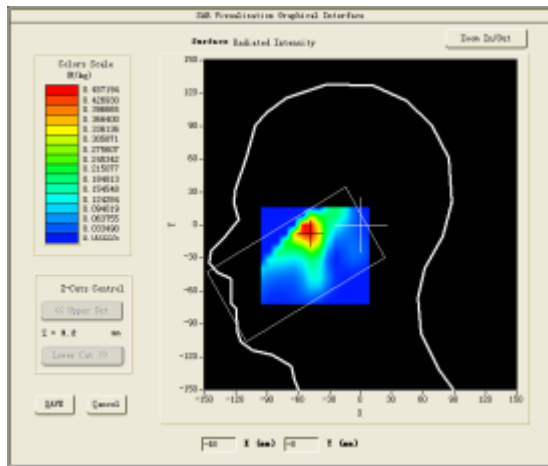 SAR Visualisation Graphical Interface
Surface Radiated Intensity
Zoom In/Out
Colors Scale
(W/kg)
0.457194
0.426930
0.396665
0.366400
0.336136
0.305871
0.275607
0.245342
0.215077
0.184813
0.154548
0.124284
0.094019
0.063755
0.033490
150
120
90
60
30
0
-30
-60
-90
-120
-150
Y
-150 -120 -90 -60 -30 0 30 60 90 120 150
X
Z-Cuts Control
<< Upper Cut
mm
Lower Cut >>
SAVE
Cancel
X (mm)
Y (mm)